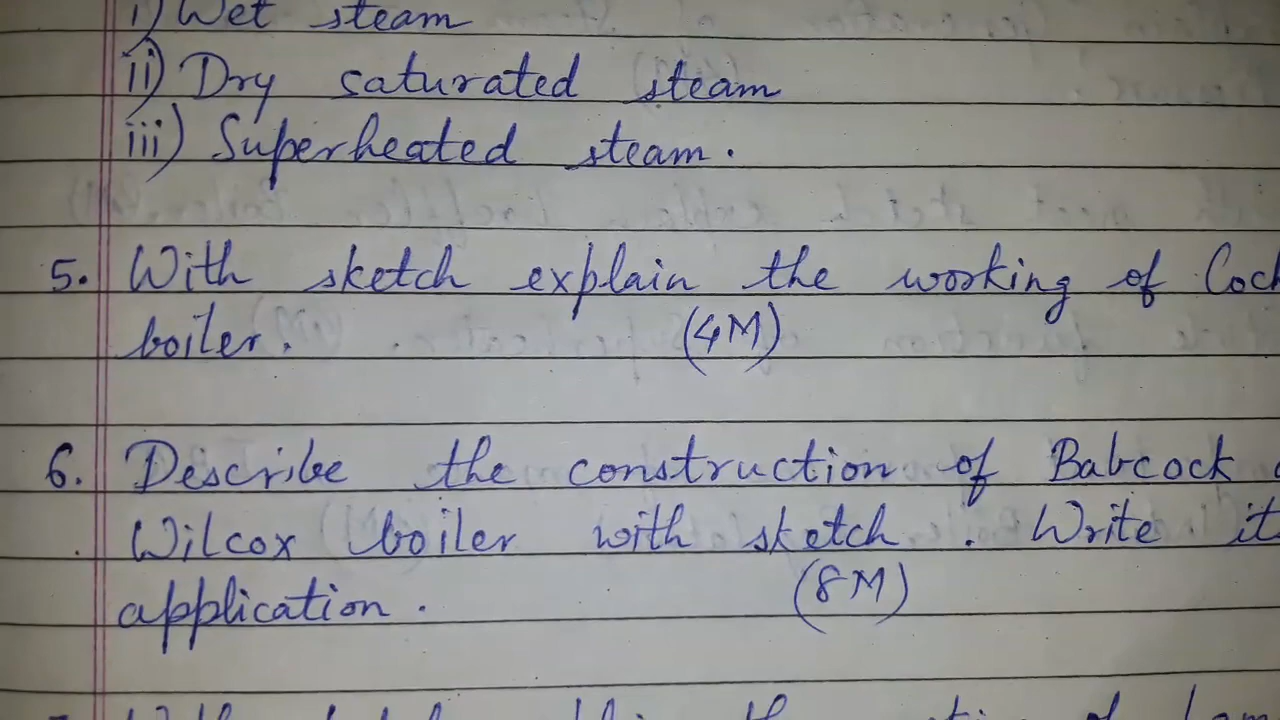 i) Wet steam
ii) Dry saturated steam
iii) Superheated steam.
5. With sketch explain the working of Coch
boiler. (4M)
6. Describe the construction of Babcock
Wilcox boiler with sketch. Write it
application. (8M)